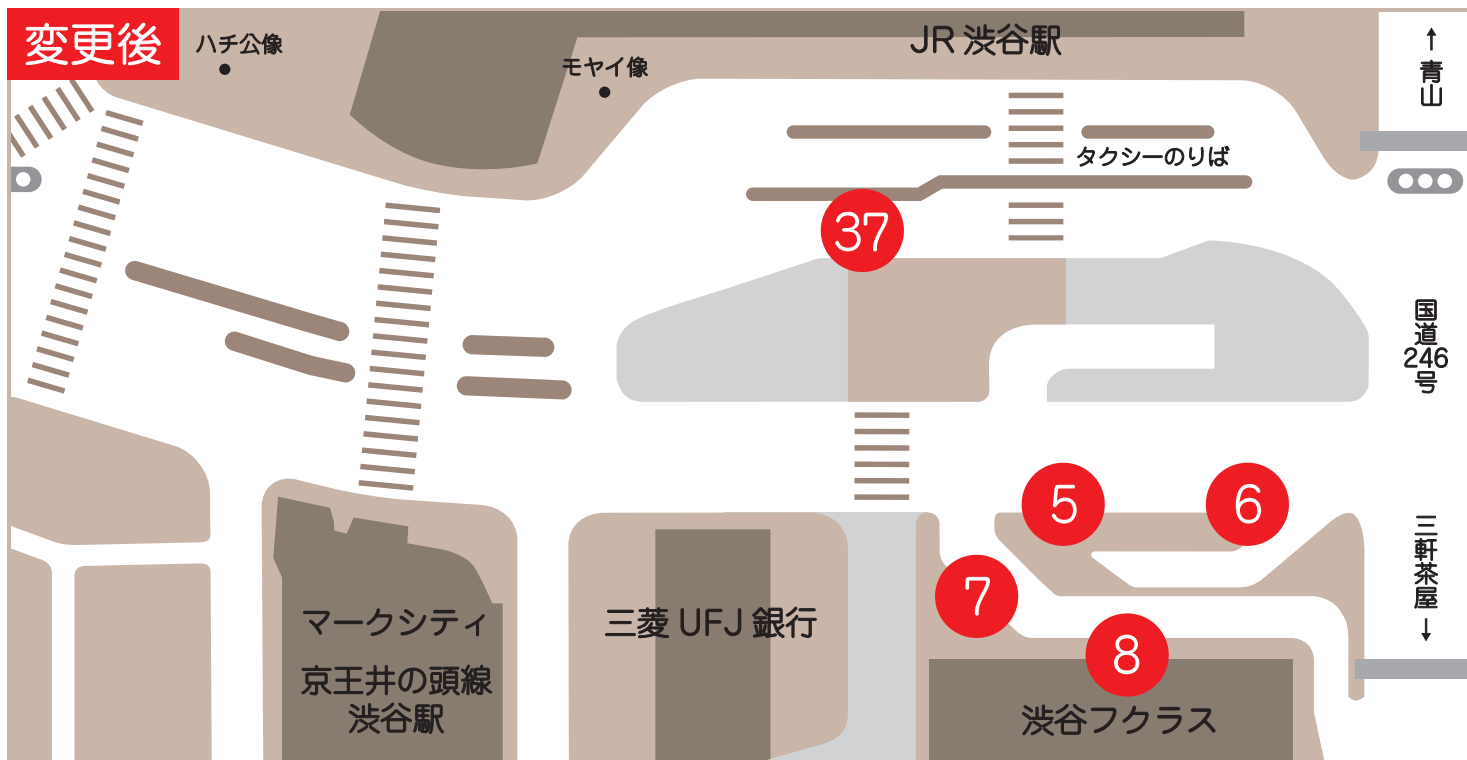 変更後
ハチ公像
モヤイ像
JR 渋谷駅
↑
青山
タクシーのりば
37
国道
246
号
5
6
7
8
三軒茶屋
↓
マークシティ
京王井の頭線
渋谷駅
三菱 UFJ 銀行
渋谷フクラス